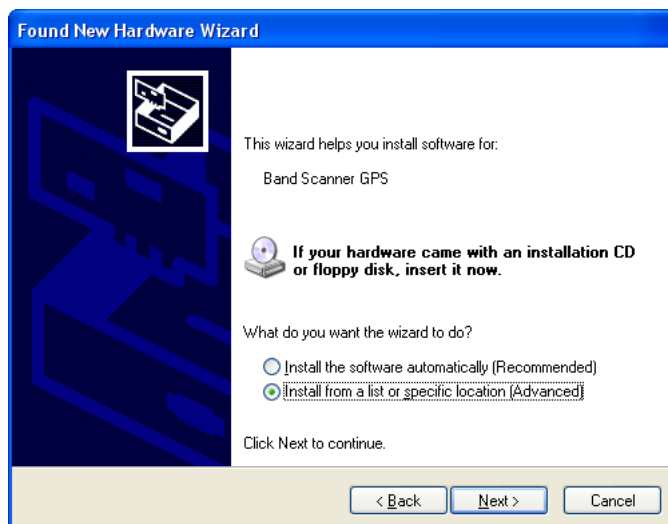 Found New Hardware Wizard
This wizard helps you install software for:
Band Scanner GPS
If your hardware came with an installation CD
or floppy disk, insert it now.
What do you want the wizard to do?
Install the software automatically (Recommended)
Install from a list or specific location (Advanced)
Click Next to continue.
< Back
Next >
Cancel